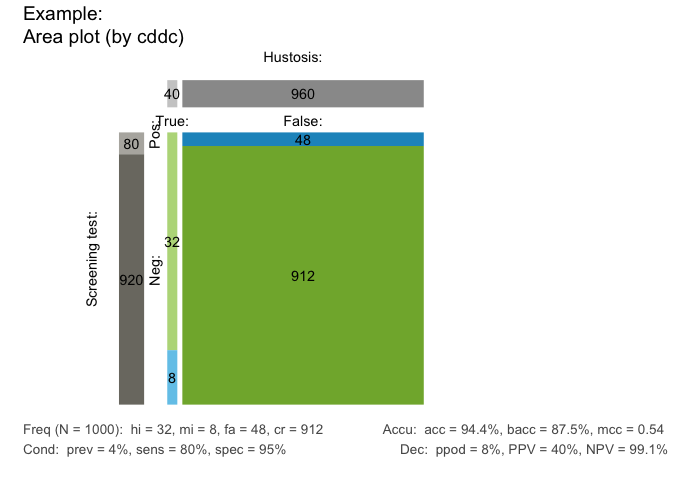 Example:
Area plot (by cddc)
Hustosis:
40
960
True:
False:
80
Pos:
48
32
Screening test:
920
Neg:
912
8
Freq (N = 1000):  hi = 32, mi = 8, fa = 48, cr = 912
Accu:  acc = 94.4%, bacc = 87.5%, mcc = 0.54
Cond:  prev = 4%, sens = 80%, spec = 95%
Dec:  ppod = 8%, PPV = 40%, NPV = 99.1%